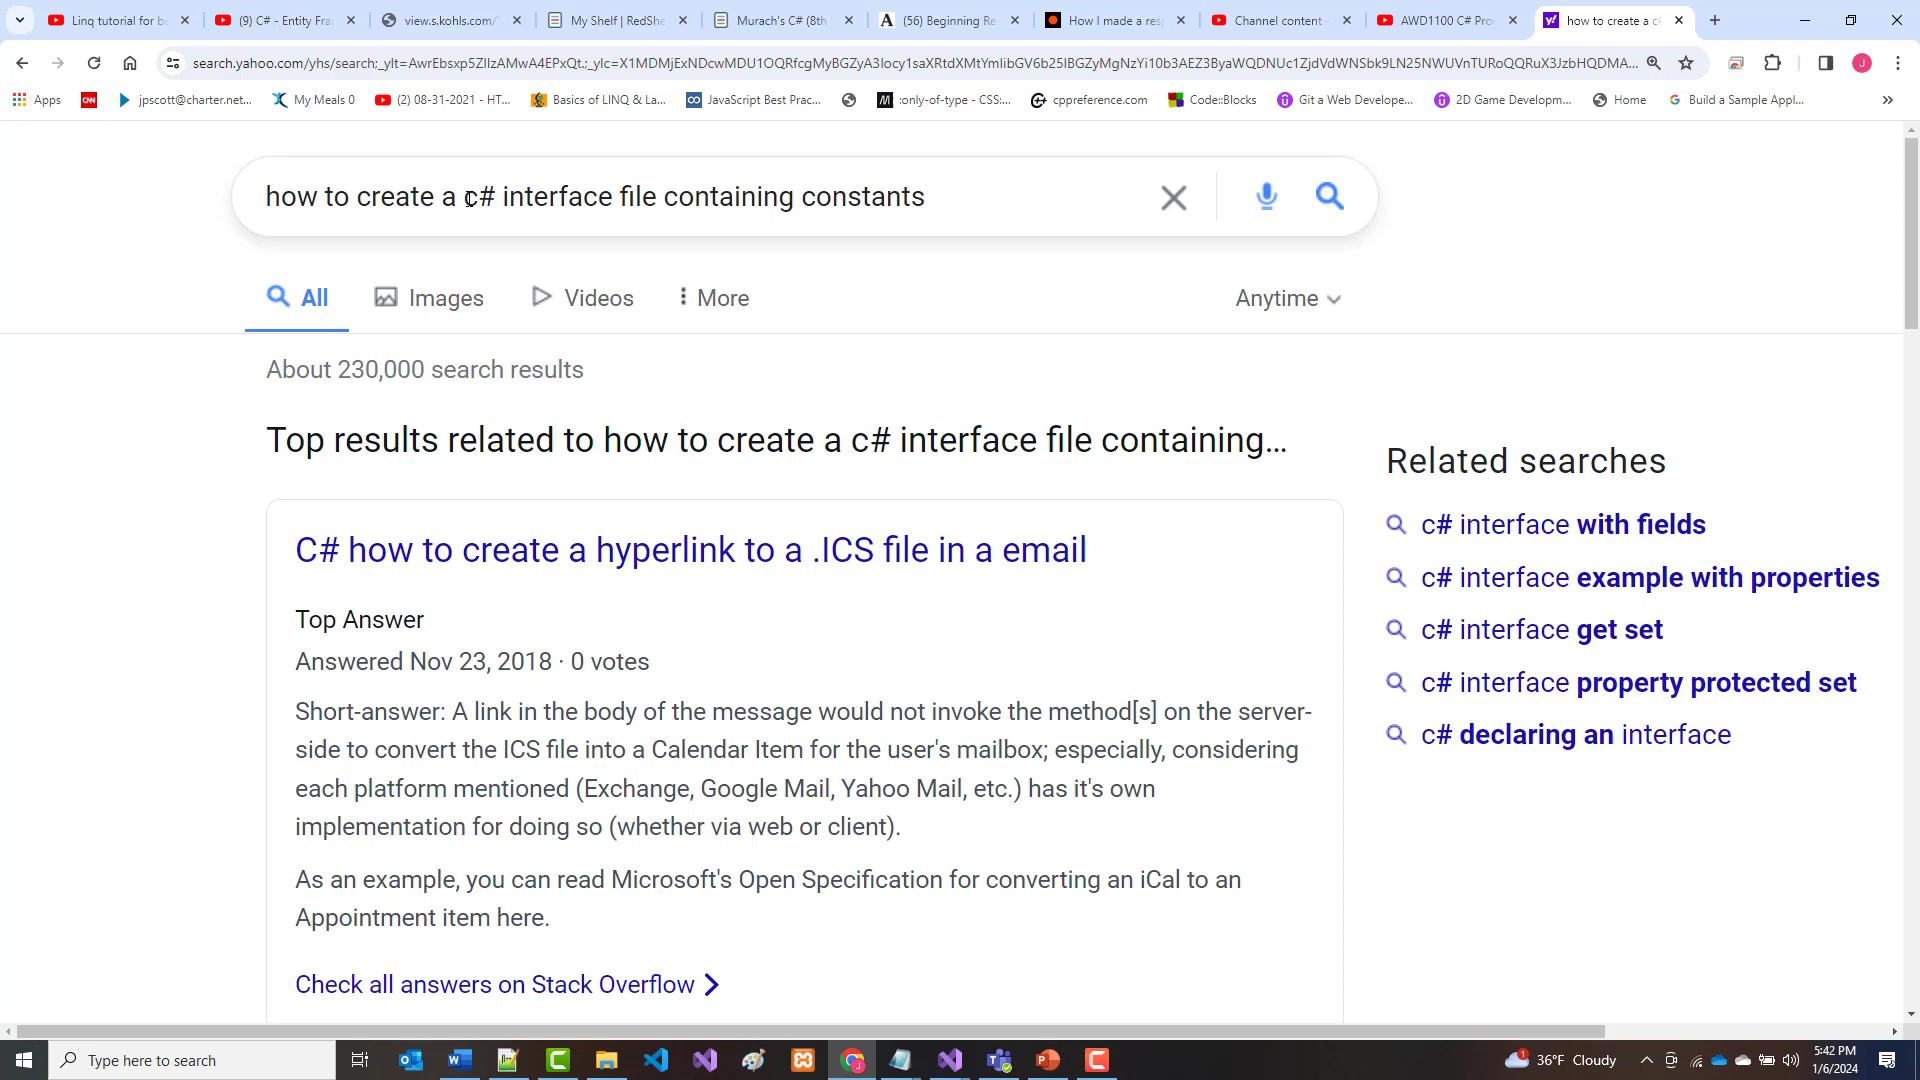 Linq tutorial for b
(9) C# - Entity Fra
view.s.kohls.com/
My Shelf | RedShe
Murach's C# (8th
(56) Beginning Re
How I made a res
Channel content -
AWD1100 C# Pro
how to create a c
Apps
jpscott@charter.net...
My Meals 0
(2) 08-31-2021 - HT...
Basics of LINQ & La...
JavaScript Best Prac...
:only-of-type - CSS:...
cppreference.com
Code::Blocks
Git a Web Develope...
2D Game Developm...
Home
Build a Sample Appl...
how to create a c# interface file containing constants
All
Images
Videos
More
Anytime
About 230,000 search results
Top results related to how to create a c# interface file containing...
C# how to create a hyperlink to a .ICS file in a email
Top Answer
Answered Nov 23, 2018 · 0 votes
Short-answer: A link in the body of the message would not invoke the method[s] on the server-
side to convert the ICS file into a Calendar Item for the user's mailbox; especially, considering
each platform mentioned (Exchange, Google Mail, Yahoo Mail, etc.) has it's own
implementation for doing so (whether via web or client).
As an example, you can read Microsoft's Open Specification for converting an iCal to an
Appointment item here.
Check all answers on Stack Overflow
Related searches
c# interface with fields
c# interface example with properties
c# interface get set
c# interface property protected set
c# declaring an interface
Type here to search
36°F Cloudy
5:42 PM
1/6/2024